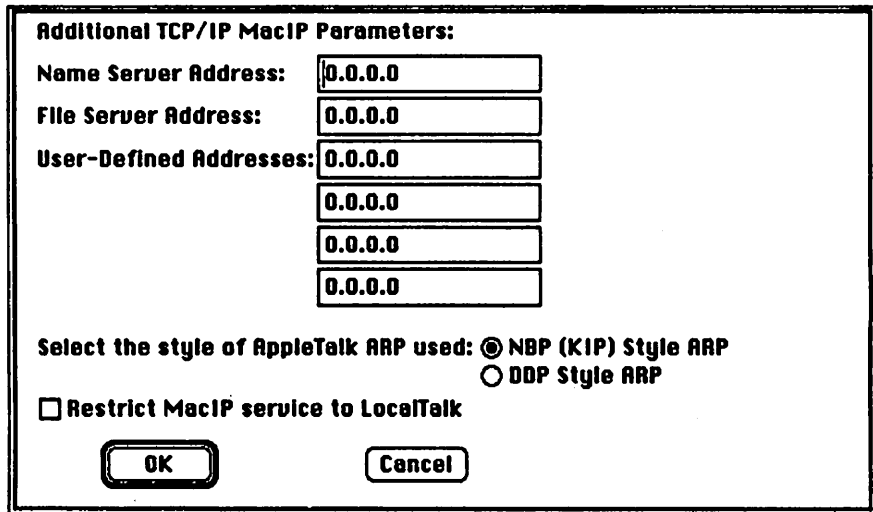 Additional TCP/IP MacIP Parameters:
Name Server Address: 0.0.0.0
File Server Address: 0.0.0.0
User-Defined Addresses: 0.0.0.0
0.0.0.0
0.0.0.0
0.0.0.0
Select the style of AppleTalk ARP used: NBP (KIP) Style ARP
DDP Style ARP
Restrict MacIP service to LocalTalk
OK Cancel